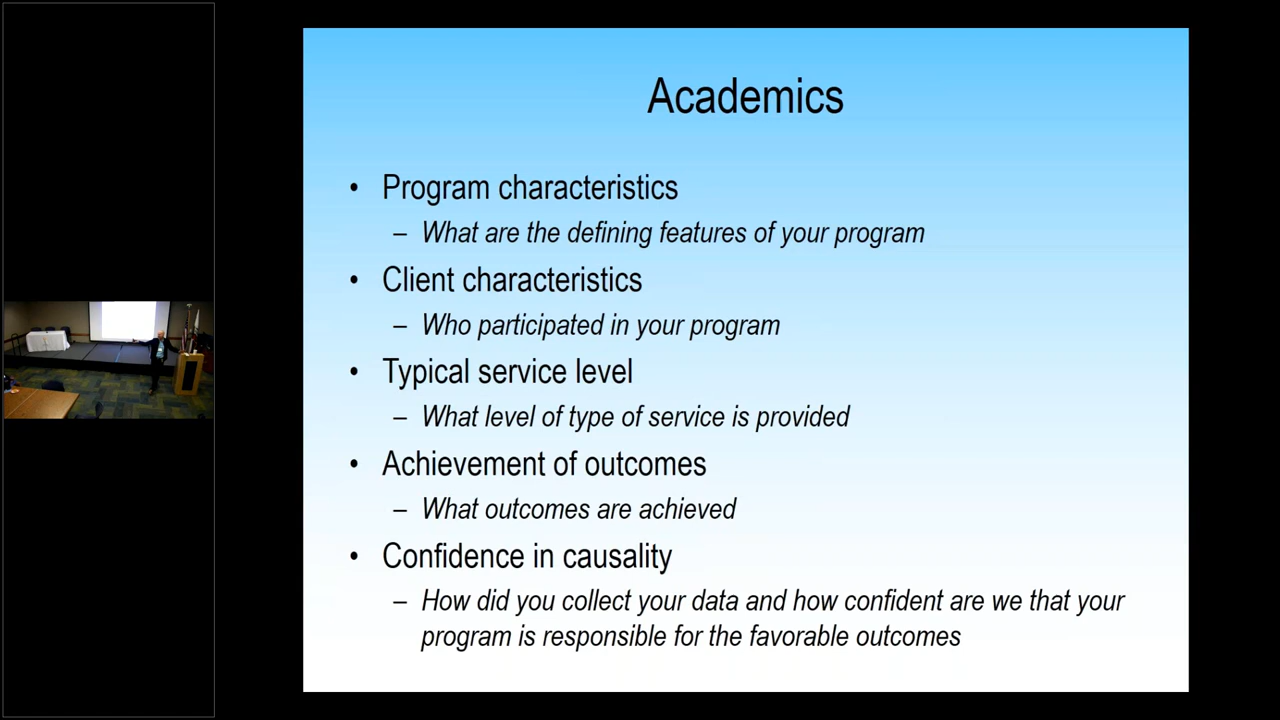 Academics
• Program characteristics
– What are the defining features of your program
• Client characteristics
– Who participated in your program
• Typical service level
– What level of type of service is provided
• Achievement of outcomes
– What outcomes are achieved
• Confidence in causality
– How did you collect your data and how confident are we that your
program is responsible for the favorable outcomes